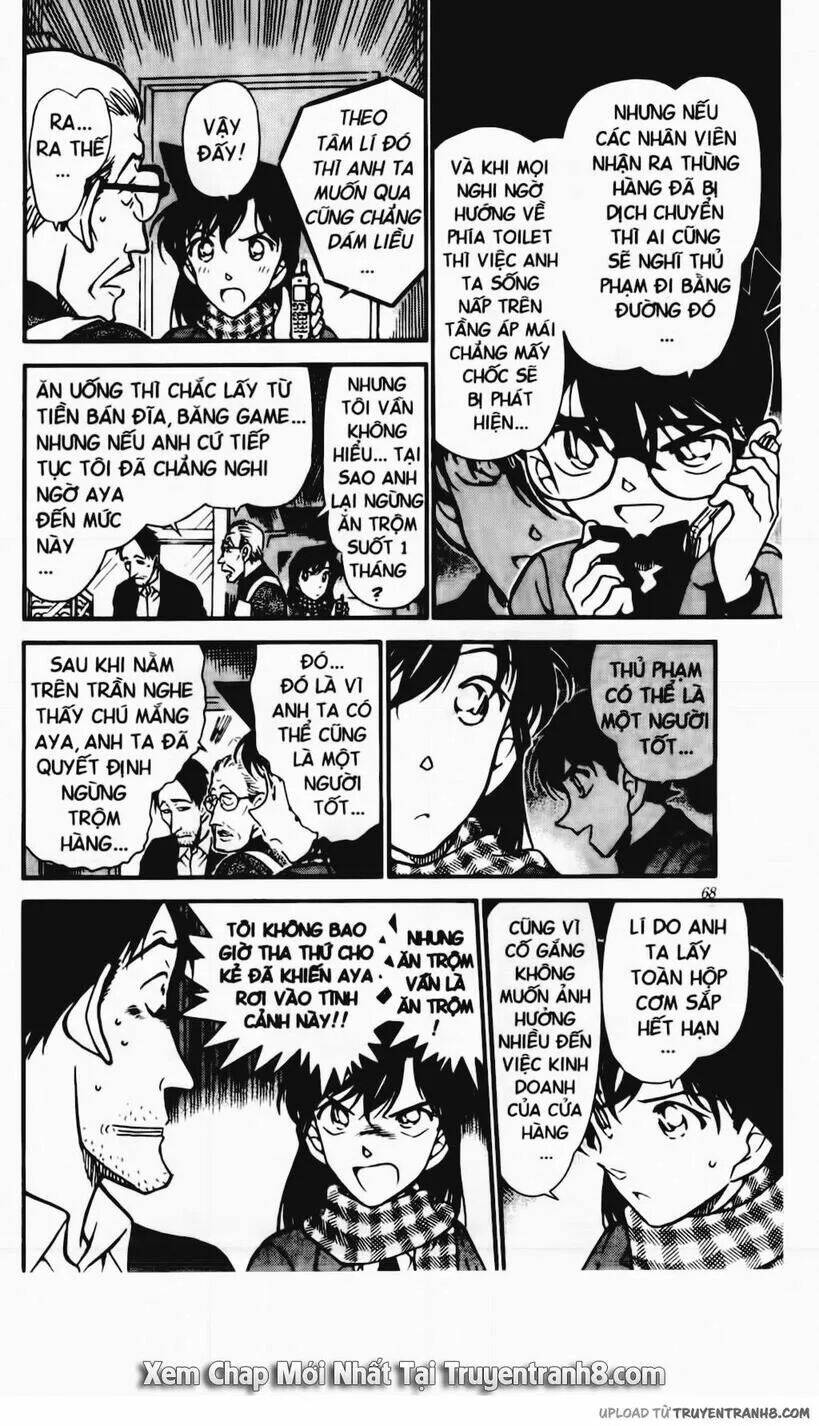 NHƯNG NẾU
CÁC NHÂN VIÊN
NHẬN RA THÙNG
HÀNG ĐÃ BỊ
DỊCH CHUYỂN
THÌ AI CŨNG
SẼ NGHĨ THỦ
PHẠM ĐI BẰNG
ĐƯỜNG ĐÓ
...
VÀ KHI MỌI
NGHI NGỜ
HƯỚNG VỀ
PHÍA TOILET
THÌ VIỆC ANH
TA SỐNG
NẤP TRÊN
TẦNG ÁP MÁI
CHẲNG MẤY
CHỐC SẼ
BỊ PHÁT
HIỆN...
THEO
TÂM LÍ ĐÓ
THÌ ANH TA
MUỐN QUA
CŨNG CHẲNG
DÁM LIỀU
...
VẬY
ĐẤY!
RA...
RA THẾ
...
NHƯNG
TÔI VẪN
KHÔNG
HIỂU... TẠI
SAO ANH
LẠI NGỪNG
ĂN TRỘM
SUỐT 1
THÁNG
?
ĂN UỐNG THÌ CHẮC LẤY TỪ
TIỀN BÁN ĐĨA, BĂNG GAME...
NHƯNG NẾU ANH CỨ TIẾP
TỤC TÔI ĐÃ CHẲNG NGHI
NGỜ AYA
ĐẾN MỨC
NÀY
...
THỦ PHẠM
CÓ THỂ LÀ
MỘT NGƯỜI
TỐT...
ĐÓ...
ĐÓ LÀ VÌ
ANH TA CÓ
THỂ CŨNG
LÀ MỘT
NGƯỜI
TỐT...
SAU KHI NẰM
TRÊN TRẦN NGHE
THẤY CHÚ MẮNG
AYA, ANH TA ĐÃ
QUYẾT ĐỊNH
NGỪNG
TRỘM
HÀNG...
68
LÍ DO ANH
TA LẤY
TOÀN HỘP
CƠM SẮP
HẾT HẠN
...
CŨNG VÌ
CỐ GẮNG
KHÔNG
MUỐN ẢNH
HƯỞNG
NHIỀU ĐẾN
VIỆC KINH
DOANH
CỦA CỬA
HÀNG
...
NHƯNG
ĂN TRỘM
VẪN LÀ
ĂN TRỘM
!
TÔI KHÔNG BAO
GIỜ THA THỨ CHO
KẺ ĐÃ KHIẾN AYA
RƠI VÀO TÌNH
CẢNH NÀY!!
Xem Chap Mới Nhất Tại Truyentranh8.com
UPLOAD TỪ TRUYENTRANH8.COM